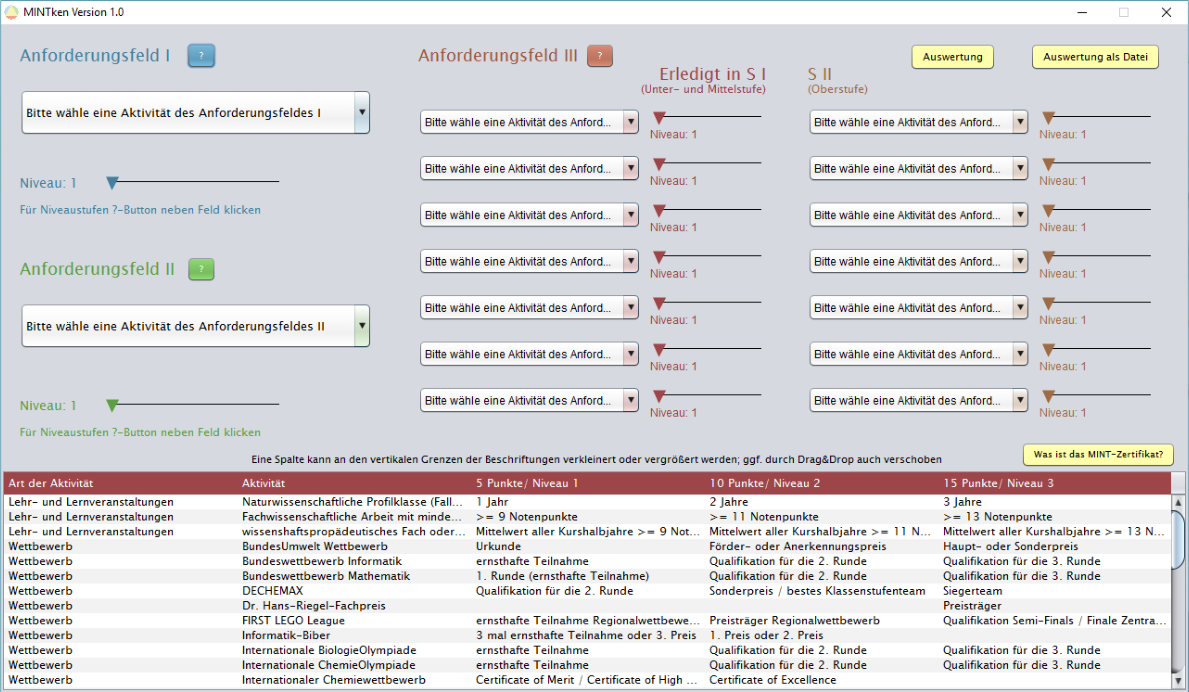 MINTken Version 1.0
Anforderungsfeld I ?
Bitte wähle eine Aktivität des Anforderungsfeldes I
Niveau: 1
Für Niveaustufen ?-Button neben Feld klicken
Anforderungsfeld II ?
Bitte wähle eine Aktivität des Anforderungsfeldes II
Niveau: 1
Für Niveaustufen ?-Button neben Feld klicken
Anforderungsfeld III ?
Auswertung
Auswertung als Datei
Erledigt in S I
(Unter- und Mittelstufe)
S II
(Oberstufe)
Bitte wähle eine Aktivität des Anford... Niveau: 1 Bitte wähle eine Aktivität des Anford... Niveau: 1
Bitte wähle eine Aktivität des Anford... Niveau: 1 Bitte wähle eine Aktivität des Anford... Niveau: 1
Bitte wähle eine Aktivität des Anford... Niveau: 1 Bitte wähle eine Aktivität des Anford... Niveau: 1
Bitte wähle eine Aktivität des Anford... Niveau: 1 Bitte wähle eine Aktivität des Anford... Niveau: 1
Bitte wähle eine Aktivität des Anford... Niveau: 1 Bitte wähle eine Aktivität des Anford... Niveau: 1
Bitte wähle eine Aktivität des Anford... Niveau: 1 Bitte wähle eine Aktivität des Anford... Niveau: 1
Bitte wähle eine Aktivität des Anford... Niveau: 1 Bitte wähle eine Aktivität des Anford... Niveau: 1
Eine Spalte kann an den vertikalen Grenzen der Beschriftungen verkleinert oder vergrößert werden; ggf. durch Drag&Drop auch verschoben
Was ist das MINT-Zertifikat?
Art der Aktivität Aktivität 5 Punkte/ Niveau 1 10 Punkte/ Niveau 2 15 Punkte/ Niveau 3
Lehr- und Lernveranstaltungen Naturwissenschaftliche Profilklasse (Fall... 1 Jahr 2 Jahre 3 Jahre
Lehr- und Lernveranstaltungen Fachwissenschaftliche Arbeit mit minde... >= 9 Notenpunkte >= 11 Notenpunkte >= 13 Notenpunkte
Lehr- und Lernveranstaltungen wissenshaftspropädeutisches Fach oder... Mittelwert aller Kurshalbjahre >= 9 Not... Mittelwert aller Kurshalbjahre >= 11 N... Mittelwert aller Kurshalbjahre >= 13 N...
Wettbewerb BundesUmwelt Wettbewerb Urkunde Förder- oder Anerkennungspreis Haupt- oder Sonderpreis
Wettbewerb Bundeswettbewerb Informatik ernsthafte Teilnahme Qualifikation für die 2. Runde Qualifikation für die 3. Runde
Wettbewerb Bundeswettbewerb Mathematik 1. Runde (ernsthafte Teilnahme) Qualifikation für die 2. Runde Qualifikation für die 3. Runde
Wettbewerb DECHEMAX Qualifikation für die 2. Runde Sonderpreis / bestes Klassenstufenteam Siegerteam
Wettbewerb Dr. Hans-Riegel-Fachpreis Preisträger
Wettbewerb FIRST LEGO League ernsthafte Teilnahme Regionalwettbewe... Preisträger Regionalwettbewerb Qualifikation Semi-Finals / Finale Zentra...
Wettbewerb Informatik-Biber 3 mal ernsthafte Teilnahme oder 3. Preis 1. Preis oder 2. Preis
Wettbewerb Internationale BiologieOlympiade ernsthafte Teilnahme Qualifikation für die 2. Runde Qualifikation für die 3. Runde
Wettbewerb Internationale ChemieOlympiade ernsthafte Teilnahme Qualifikation für die 2. Runde Qualifikation für die 3. Runde
Wettbewerb Internationaler Chemiewettbewerb Certificate of Merit / Certificate of High ... Certificate of Excellence